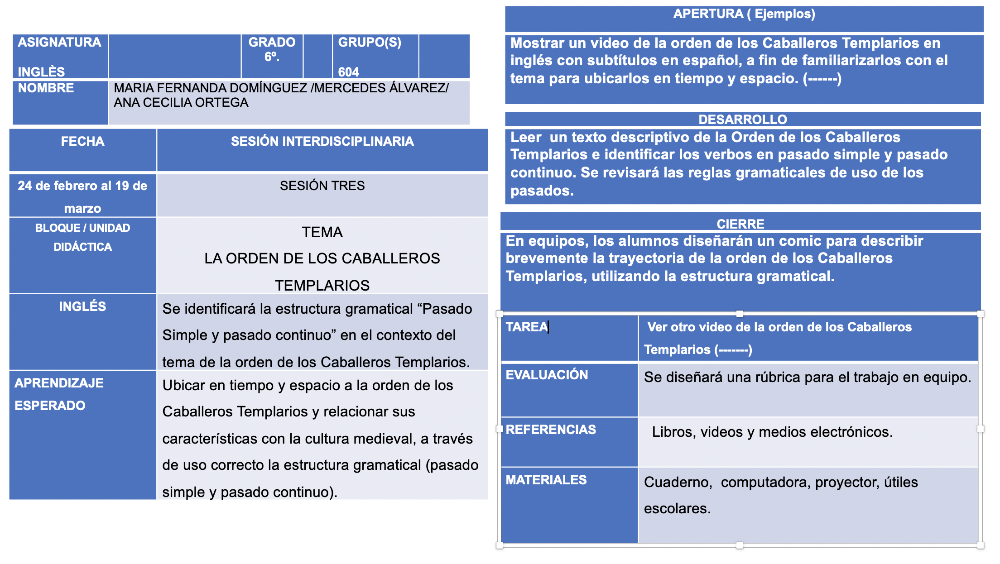 ASIGNATURA
INGLÈS
GRADO
6º.
GRUPO(S)
604
NOMBRE
MARIA FERNANDA DOMÍNGUEZ /MERCEDES ÁLVAREZ/
ANA CECILIA ORTEGA
FECHA
SESIÓN INTERDISCIPLINARIA
24 de febrero al 19 de
marzo
SESIÓN TRES
BLOQUE / UNIDAD
DIDÁCTICA
TEMA
LA ORDEN DE LOS CABALLEROS
TEMPLARIOS
INGLÉS
Se identificará la estructura gramatical “Pasado
Simple y pasado continuo” en el contexto del
tema de la orden de los Caballeros Templarios.
APRENDIZAJE
ESPERADO
Ubicar en tiempo y espacio a la orden de los
Caballeros Templarios y relacionar sus
características con la cultura medieval, a través
de uso correcto la estructura gramatical (pasado
simple y pasado continuo).
APERTURA ( Ejemplos)
Mostrar un video de la orden de los Caballeros Templarios en
inglés con subtítulos en español, a fin de familiarizarlos con el
tema para ubicarlos en tiempo y espacio. (------)
DESARROLLO
Leer  un texto descriptivo de la Orden de los Caballeros
Templarios e identificar los verbos en pasado simple y pasado
continuo. Se revisará las reglas gramaticales de uso de los
pasados.
CIERRE
En equipos, los alumnos diseñarán un comic para describir
brevemente la trayectoria de la orden de los Caballeros
Templarios, utilizando la estructura gramatical.
TAREA
Ver otro video de la orden de los Caballeros
Templarios (-------)
EVALUACIÓN
Se diseñará una rúbrica para el trabajo en equipo.
REFERENCIAS
Libros, videos y medios electrónicos.
MATERIALES
Cuaderno,  computadora, proyector, útiles
escolares.